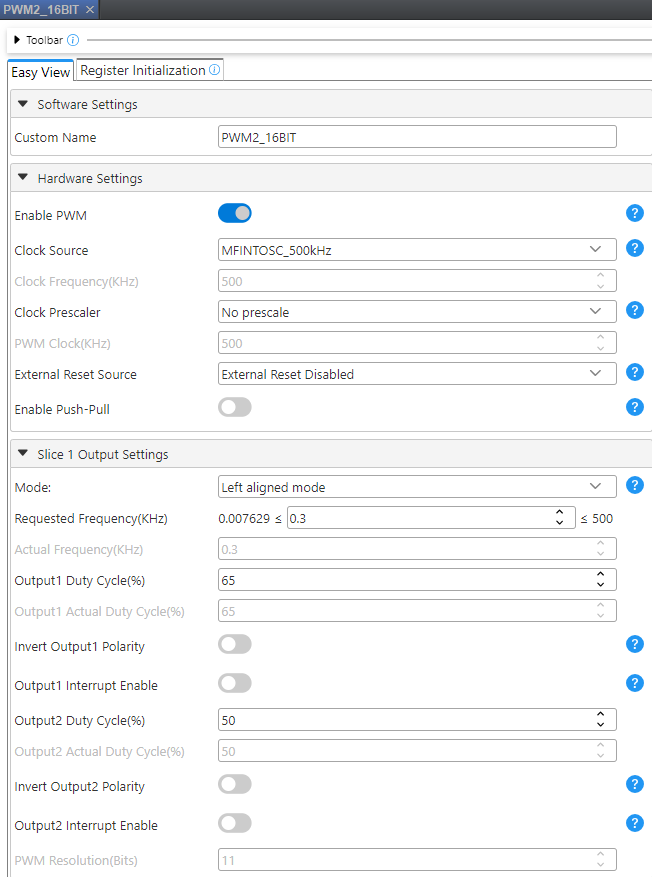 PWM2_16BIT ×
Toolbar
Easy View Register Initialization
Software Settings
Custom Name PWM2_16BIT
Hardware Settings
Enable PWM ?
Clock Source MFINTOSC_500kHz ?
Clock Frequency(KHz) 500
Clock Prescaler No prescale ?
PWM Clock(KHz) 500
External Reset Source External Reset Disabled ?
Enable Push-Pull ?
Slice 1 Output Settings
Mode: Left aligned mode ?
Requested Frequency(KHz) 0.007629 ≤ 0.3 ≤ 500
Actual Frequency(KHz) 0.3
Output1 Duty Cycle(%) 65
Output1 Actual Duty Cycle(%) 65
Invert Output1 Polarity ?
Output1 Interrupt Enable ?
Output2 Duty Cycle(%) 50
Output2 Actual Duty Cycle(%) 50
Invert Output2 Polarity ?
Output2 Interrupt Enable ?
PWM Resolution(Bits) 11